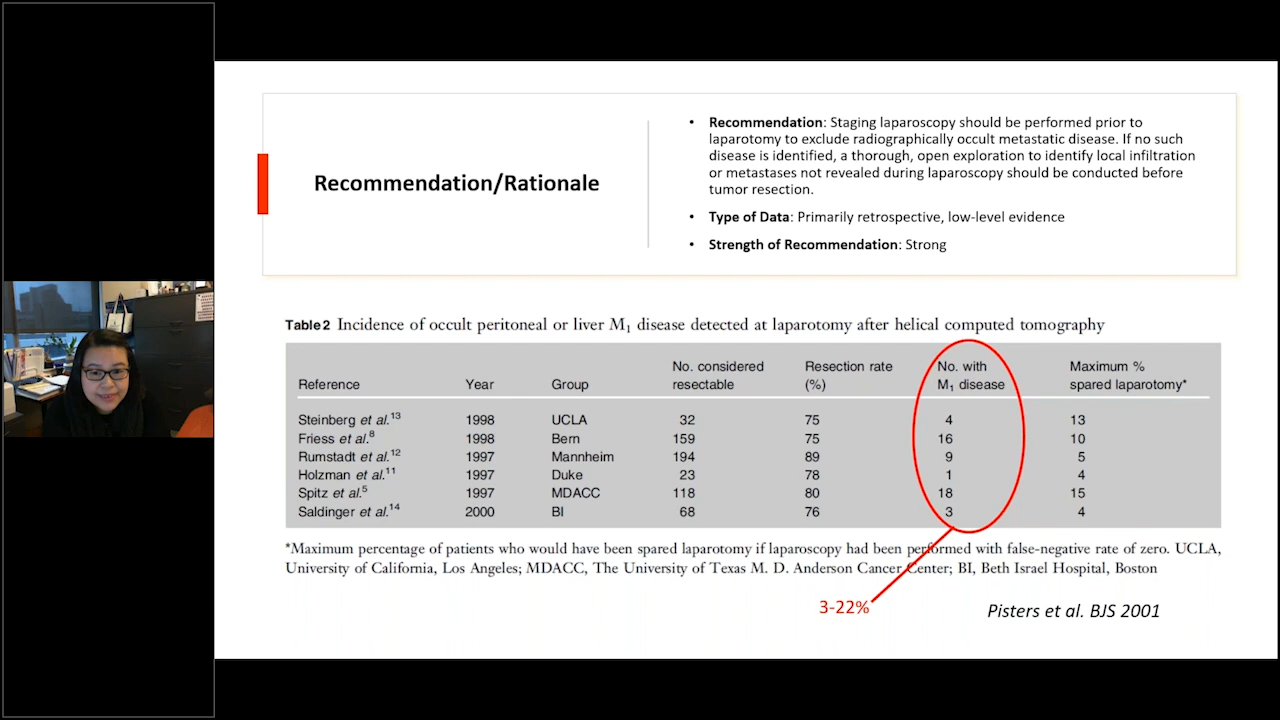 Recommendation/Rationale
• Recommendation: Staging laparoscopy should be performed prior to
laparotomy to exclude radiographically occult metastatic disease. If no such
disease is identified, a thorough, open exploration to identify local infiltration
or metastases not revealed during laparoscopy should be conducted before
tumor resection.
• Type of Data: Primarily retrospective, low-level evidence
• Strength of Recommendation: Strong
Table 2 Incidence of occult peritoneal or liver M1 disease detected at laparotomy after helical computed tomography
No. considered Resection rate No. with Maximum %
Reference Year Group resectable (%) M1 disease spared laparotomy*
Steinberg et al.13 1998 UCLA 32 75 4 13
Friess et al.8 1998 Bern 159 75 16 10
Rumstadt et al.12 1997 Mannheim 194 89 9 5
Holzman et al.11 1997 Duke 23 78 1 4
Spitz et al.5 1997 MDACC 118 80 18 15
Saldinger et al.14 2000 BI 68 76 3 4
*Maximum percentage of patients who would have been spared laparotomy if laparoscopy had been performed with false-negative rate of zero. UCLA,
University of California, Los Angeles; MDACC, The University of Texas M. D. Anderson Cancer Center; BI, Beth Israel Hospital, Boston
3-22%
Pisters et al. BJS 2001